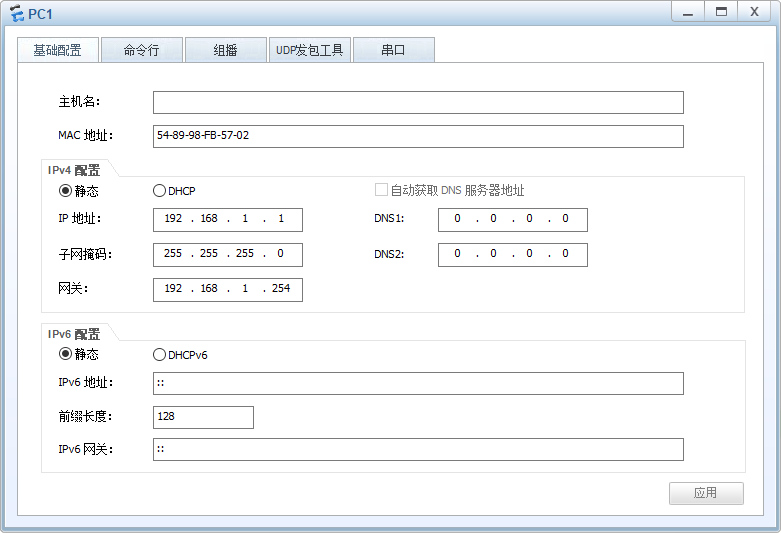 PC1
基础配置 命令行 组播 UDP发包工具 串口
主机名:
MAC 地址: 54-89-98-FB-57-02
IPv4 配置
静态 DHCP 自动获取 DNS 服务器地址
IP 地址: 192 . 168 . 1 . 1 DNS1: 0 . 0 . 0 . 0
子网掩码: 255 . 255 . 255 . 0 DNS2: 0 . 0 . 0 . 0
网关: 192 . 168 . 1 . 254
IPv6 配置
静态 DHCPv6
IPv6 地址: ::
前缀长度: 128
IPv6 网关: ::
应用